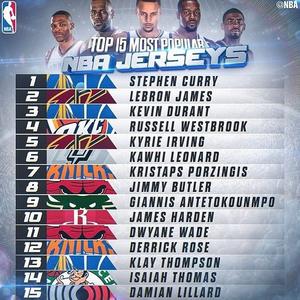 @NBA
NBA
TOP 15 MOST POPULAR
NBA JERSEYS
1 STEPHEN CURRY
2 LEBRON JAMES
3 KEVIN DURANT
4 RUSSELL WESTBROOK
5 KYRIE IRVING
6 KAWHI LEONARD
7 KRISTAPS PORZINGIS
8 JIMMY BUTLER
9 GIANNIS ANTETOKOUNMPO
10 JAMES HARDEN
11 DWYANE WADE
12 DERRICK ROSE
13 KLAY THOMPSON
14 ISAIAH THOMAS
15 DAMIAN LILLARD